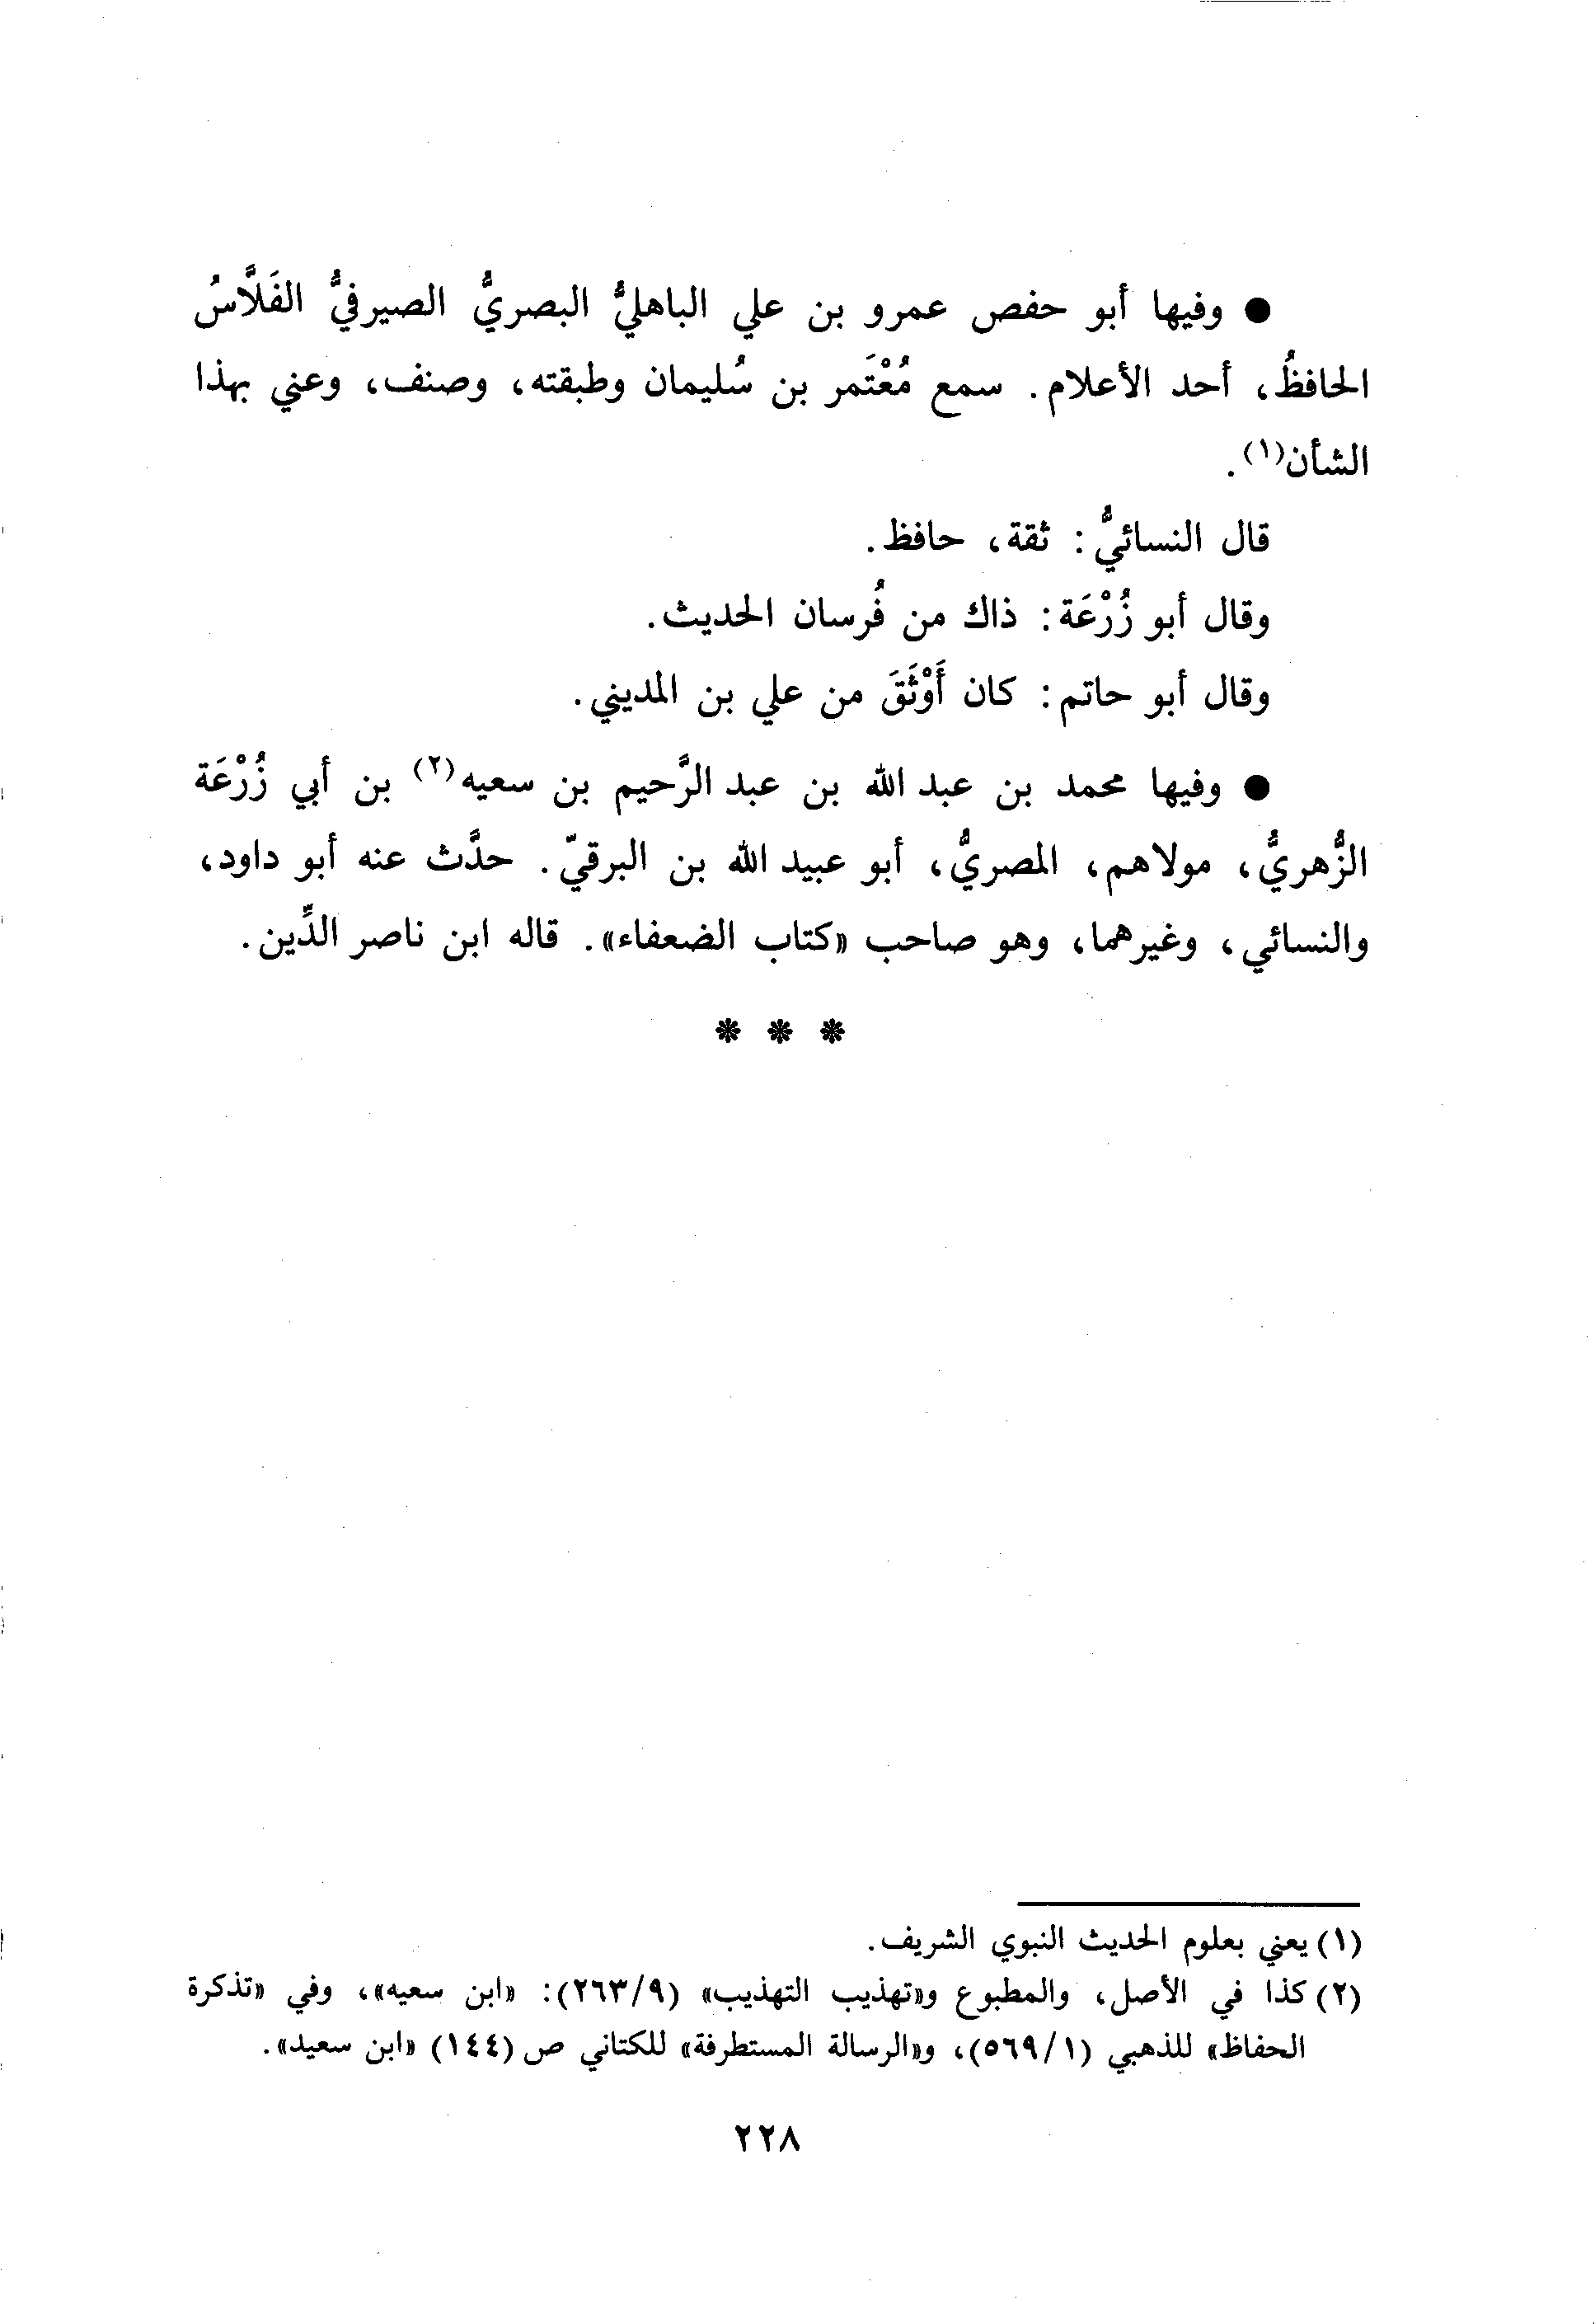 ● وفيها أبو حفص عمرو بن علي الباهليُّ البصريُّ الصيرفيُّ الفَلَّاسُ
الحافظُ، أحد الأعلام. سمع مُعْتَمر بن سُليمان وطبقته، وصنف، وعني بهذا
الشأن(١).
قال النسائيُّ: ثقة، حافظ.
وقال أبو زُرْعَة: ذاك من فُرسان الحديث.
وقال أبو حاتم: كان أَوْثَقَ من علي بن المديني.
● وفيها محمد بن عبد الله بن عبد الرَّحيم بن سعيه(٢) بن أبي زُرْعَة
الزُّهريُّ، مولاهم، المصريُّ، أبو عبيد الله بن البرقيّ. حدَّث عنه أبو داود،
والنسائي، وغيرهما، وهو صاحب «كتاب الضعفاء». قاله ابن ناصر الدِّين.
* * *
(١) يعني بعلوم الحديث النبوي الشريف.
(٢) كذا في الأصل، والمطبوع و«تهذيب التهذيب» (٢٦٣/٩): «ابن سعيه»، وفي «تذكرة
الحفاظ» للذهبي (٥٦٩/١)، و«الرسالة المستطرفة» للكتاني ص (١٤٤) «ابن سعيد».
٢٢٨